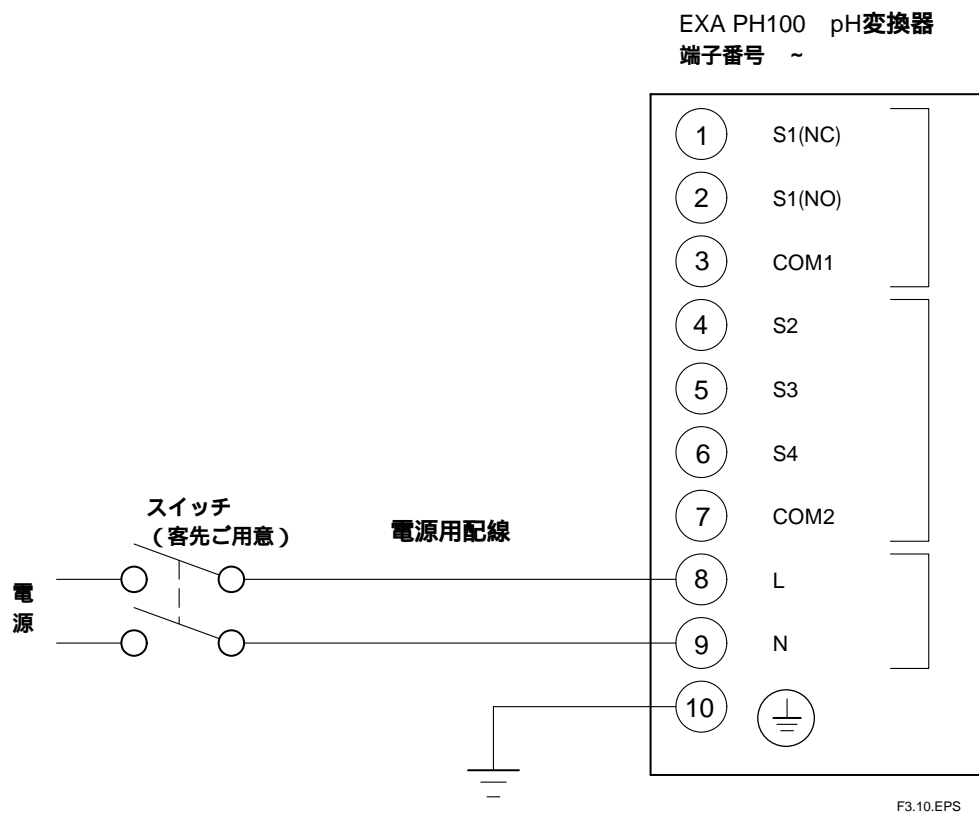 EXA PH100 pH変換器
端子番号 ~
1 S1(NC)
2 S1(NO)
3 COM1
4 S2
5 S3
6 S4
7 COM2
スイッチ
(客先ご用意)
電源用配線
電源
8 L
9 N
10
F3.10.EPS